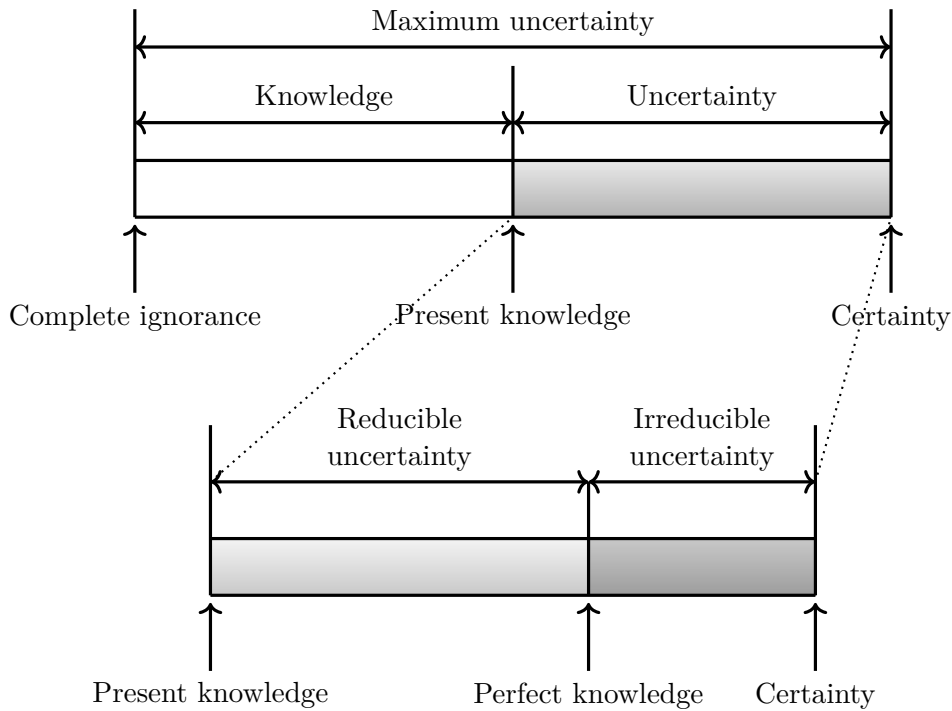 Maximum uncertainty
Knowledge
Uncertainty
Complete ignorance
Present knowledge
Certainty
Reducible
uncertainty
Irreducible
uncertainty
Present knowledge
Perfect knowledge
Certainty